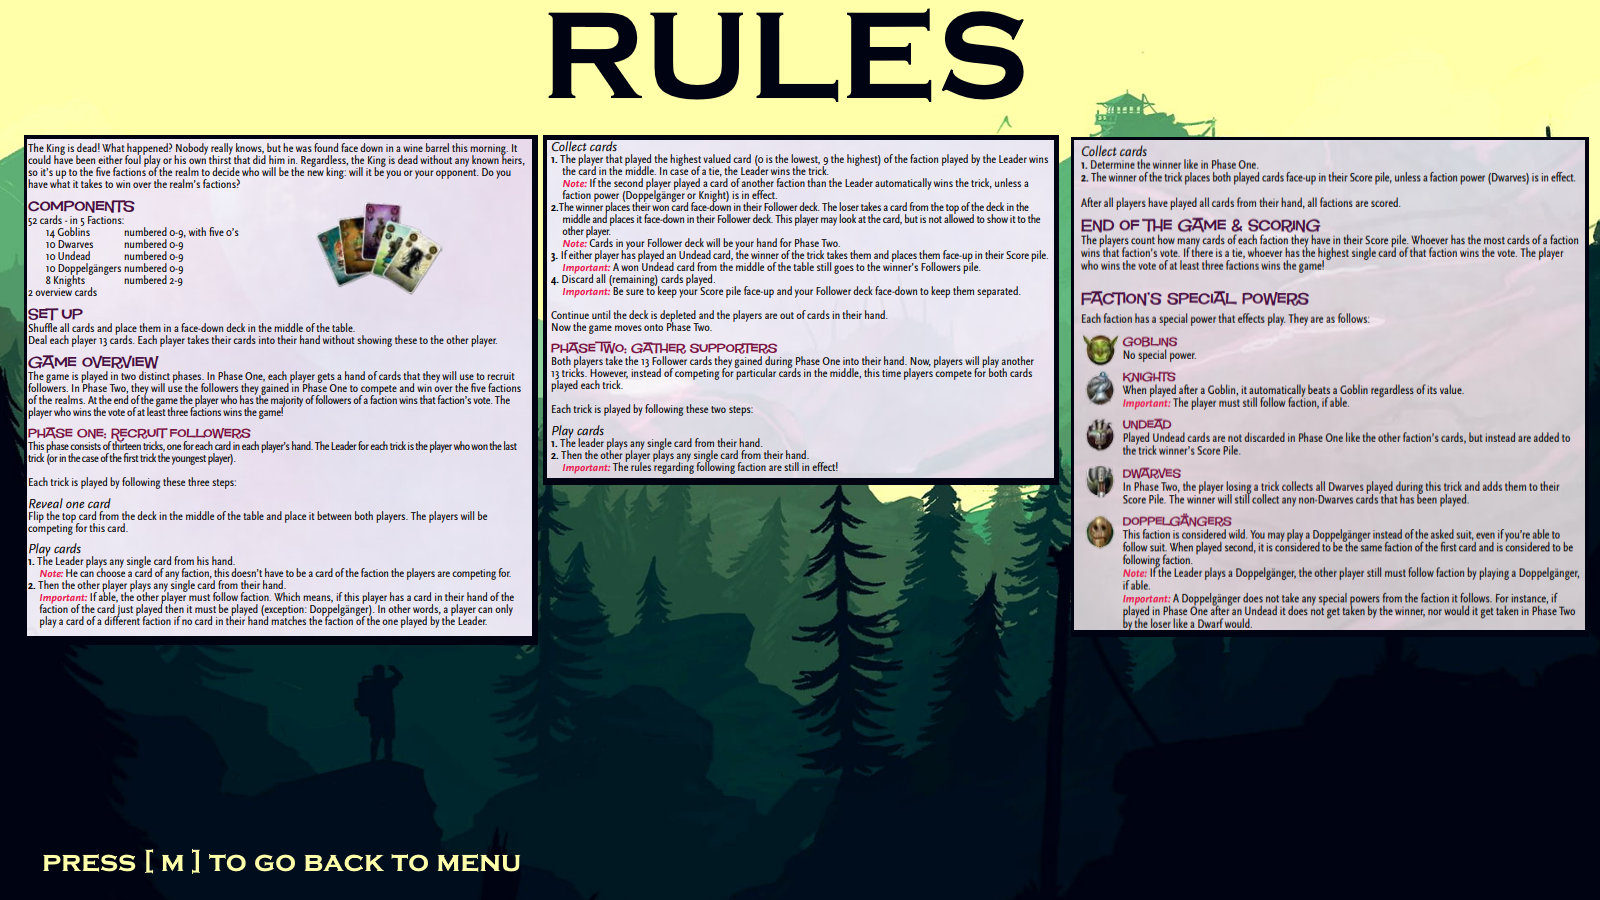 RULES
The King is dead! What happened? Nobody really knows, but he was found face down in a wine barrel this morning. It
could have been either foul play or his own thirst that did him in. Regardless, the King is dead without any known heirs,
so it's up to the five factions of the realm to decide who will be the new king: will it be you or your opponent. Do you
have what it takes to win over the realm's factions?
COMPONENTS
52 cards - in 5 Factions:
14 Goblins numbered 0-9, with five 0's
10 Dwarves numbered 0-9
10 Undead numbered 0-9
10 Doppelgängers numbered 0-9
8 Knights numbered 2-9
2 overview cards
SET UP
Shuffle all cards and place them in a face-down deck in the middle of the table.
Deal each player 13 cards. Each player takes their cards into their hand without showing these to the other player.
GAME OVERVIEW
The game is played in two distinct phases. In Phase One, each player gets a hand of cards that they will use to recruit
followers. In Phase Two, they will use the followers they gained in Phase One to compete and win over the five factions
of the realms. At the end of the game the player who has the majority of followers of a faction wins that faction's vote. The
player who wins the vote of at least three factions wins the game!
PHASE ONE: RECRUIT FOLLOWERS
This phase consists of thirteen tricks, one for each card in each player's hand. The Leader for each trick is the player who won the last
trick (or in the case of the first trick the youngest player).
Each trick is played by following these three steps:
Reveal one card
Flip the top card from the deck in the middle of the table and place it between both players. The players will be
competing for this card.
Play cards
1. The Leader plays any single card from his hand.
Note: He can choose a card of any faction, this doesn't have to be a card of the faction the players are competing for.
2. Then the other player plays any single card from their hand.
Important: If able, the other player must follow faction. Which means, if this player has a card in their hand of the
faction of the card just played then it must be played (exception: Doppelgänger). In other words, a player can only
play a card of a different faction if no card in their hand matches the faction of the one played by the Leader.
Collect cards
1. The player that played the highest valued card (0 is the lowest, 9 the highest) of the faction played by the Leader wins
the card in the middle. In case of a tie, the Leader wins the trick.
Note: If the second player played a card of another faction than the Leader automatically wins the trick, unless a
faction power (Doppelgänger or Knight) is in effect.
2.The winner places their won card face-down in their Follower deck. The loser takes a card from the top of the deck in the
middle and places it face-down in their Follower deck. This player may look at the card, but is not allowed to show it to the
other player.
Note: Cards in your Follower deck will be your hand for Phase Two.
3. If either player has played an Undead card, the winner of the trick takes them and places them face-up in their Score pile.
Important: A won Undead card from the middle of the table still goes to the winner's Followers pile.
4. Discard all (remaining) cards played.
Important: Be sure to keep your Score pile face-up and your Follower deck face-down to keep them separated.
Continue until the deck is depleted and the players are out of cards in their hand.
Now the game moves onto Phase Two.
PHASE TWO: GATHER SUPPORTERS
Both players take the 13 Follower cards they gained during Phase One into their hand. Now, players will play another
13 tricks. However, instead of competing for particular cards in the middle, this time players compete for both cards
played each trick.
Each trick is played by following these two steps:
Play cards
1. The leader plays any single card from their hand.
2. Then the other player plays any single card from their hand.
Important: The rules regarding following faction are still in effect!
Collect cards
1. Determine the winner like in Phase One.
2. The winner of the trick places both played cards face-up in their Score pile, unless a faction power (Dwarves) is in effect.
After all players have played all cards from their hand, all factions are scored.
END OF THE GAME & SCORING
The players count how many cards of each faction they have in their Score pile. Whoever has the most cards of a faction
wins that faction's vote. If there is a tie, whoever has the highest single card of that faction wins the vote. The player
who wins the vote of at least three factions wins the game!
FACTION'S SPECIAL POWERS
Each faction has a special power that effects play. They are as follows:
GOBLINS
No special power.
KNIGHTS
When played after a Goblin, it automatically beats a Goblin regardless of its value.
Important: The player must still follow faction, if able.
UNDEAD
Played Undead cards are not discarded in Phase One like the other faction's cards, but instead are added to
the trick winner's Score Pile.
DWARVES
In Phase Two, the player losing a trick collects all Dwarves played during this trick and adds them to their
Score Pile. The winner will still collect any non-Dwarves cards that has been played.
DOPPELGÄNGERS
This faction is considered wild. You may play a Doppelgänger instead of the asked suit, even if you're able to
follow suit. When played second, it is considered to be the same faction of the first card and is considered to be
following faction.
Note: If the Leader plays a Doppelgänger, the other player still must follow faction by playing a Doppelgänger,
if able.
Important: A Doppelgänger does not take any special powers from the faction it follows. For instance, if
played in Phase One after an Undead it does not get taken by the winner, nor would it get taken in Phase Two
by the loser like a Dwarf would.
PRESS [ M ] TO GO BACK TO MENU